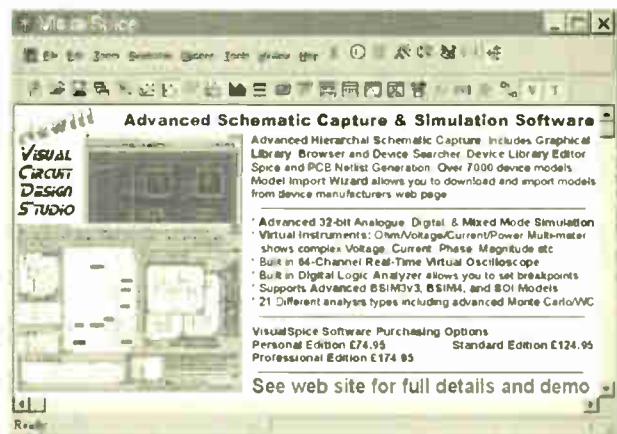 Visual Spice
Zoom Options Tools
VISUAL
CIRCUIT
DESIGN
STUDIO
Advanced Schematic Capture & Simulation Software
Advanced Hierarchal Schematic Capture. Includes Graphical
Library Browser and Device Searcher, Device Library Editor
Spice and PCB Netlist Generation. Over 7000 device models
Model Import Wizard allows you to download and import models
from device manufacturers web page
* Advanced 32-bit Analogue, Digital, & Mixed Mode Simulation
* Virtual Instruments: Ohm/Voltage/Current/Power Multi-meter
shows complex Voltage, Current, Phase, Magnitude etc
* Built in 64-Channel Real-Time Virtual Oscilloscope
* Built in Digital Logic Analyzer allows you to set breakpoints
* Supports Advanced BSIM3v3, BSIM4, and SOI Models
* 21 Different analysis types including advanced Monte Carlo/WC
VisualSpice Software Purchasing Options
Personal Edition £74.95 Standard Edition £124.95
Professional Edition £174.95
See web site for full details and demo
Ready